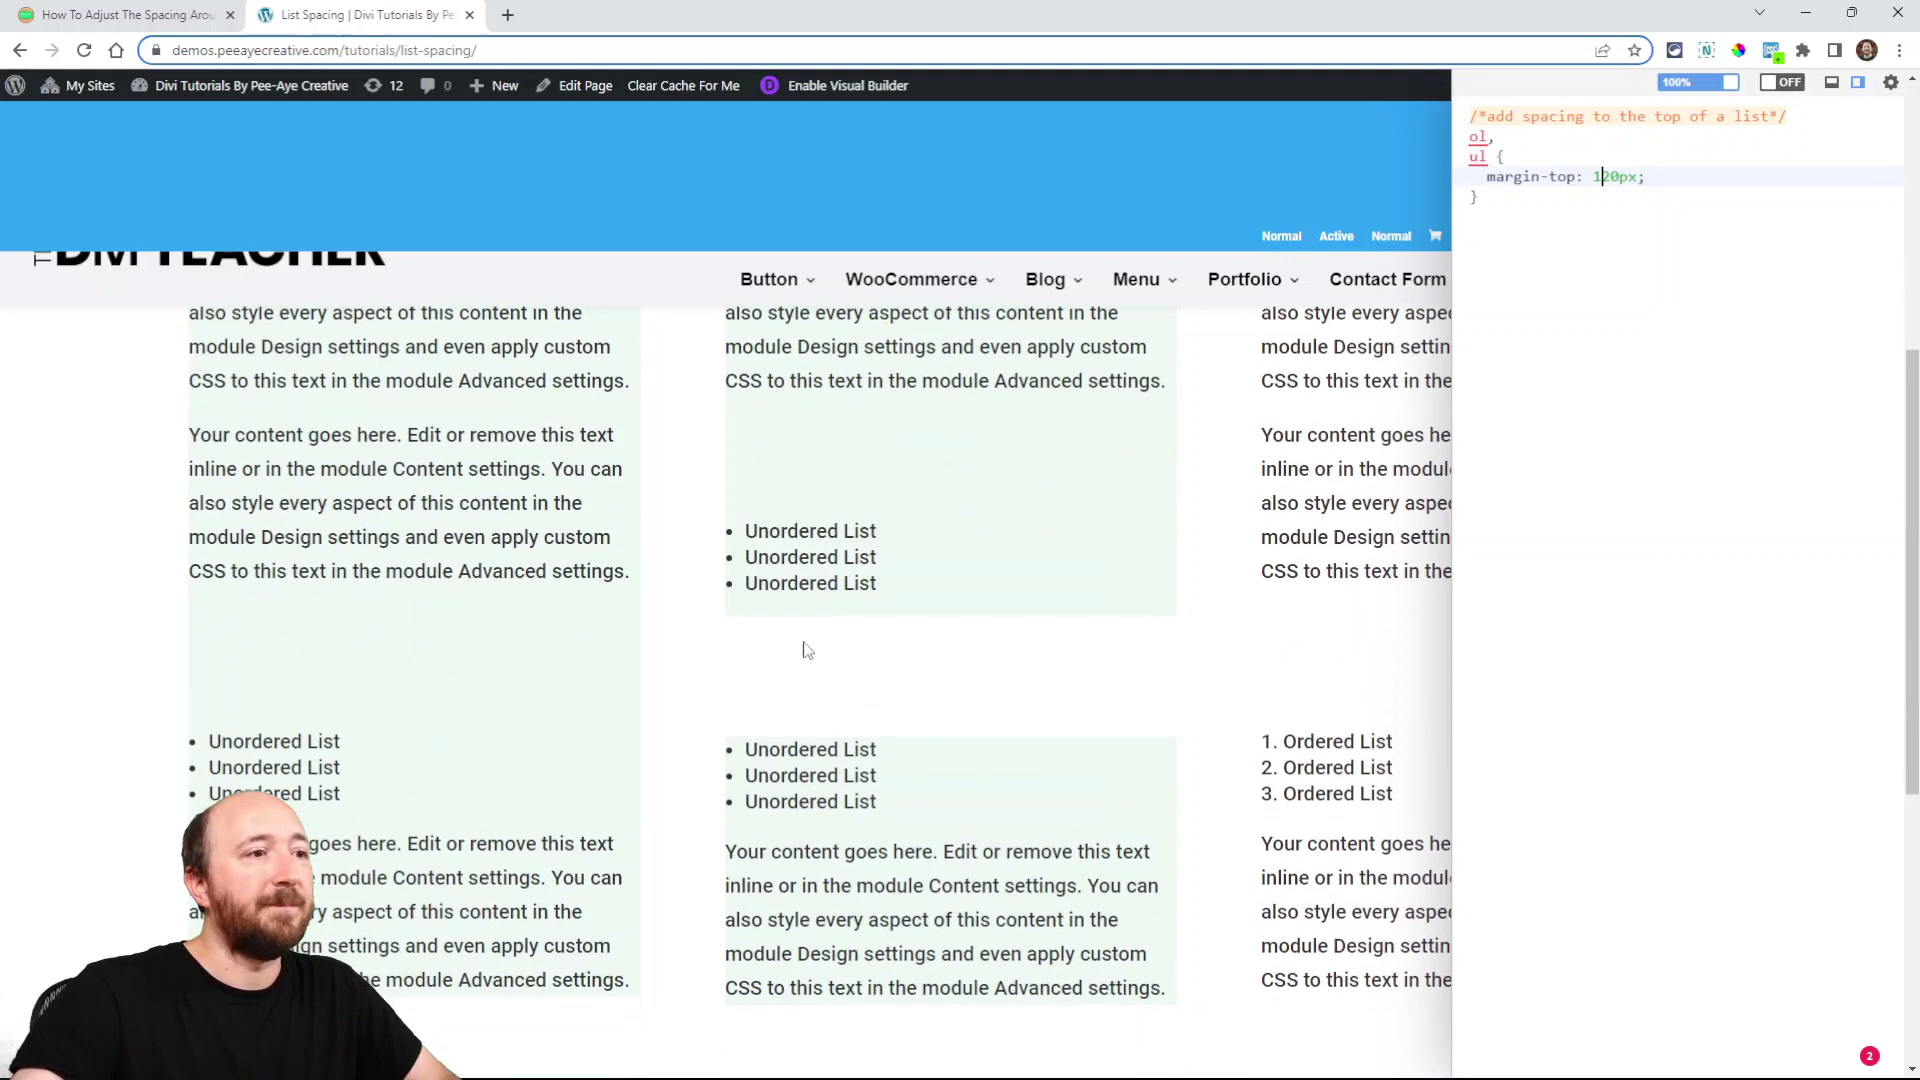 How To Adjust The Spacing Arou
List Spacing | Divi Tutorials By Pe
demos.peeayecreative.com/tutorials/list-spacing/
My Sites Divi Tutorials By Pee-Aye Creative 12 0 New Edit Page Clear Cache For Me Enable Visual Builder
100% OFF
/*add spacing to the top of a list*/
ol,
ul {
margin-top: 120px;
}
Normal Active Normal
THE DIVI TEACHER
Button WooCommerce Blog Menu Portfolio Contact Form
also style every aspect of this content in the
module Design settings and even apply custom
CSS to this text in the module Advanced settings.
Your content goes here. Edit or remove this text
inline or in the module Content settings. You can
also style every aspect of this content in the
module Design settings and even apply custom
CSS to this text in the module Advanced settings.
• Unordered List
• Unordered List
• Unordered List
goes here. Edit or remove this text
module Content settings. You can
ry aspect of this content in the
ign settings and even apply custom
he module Advanced settings.
also style every aspect of this content in the
module Design settings and even apply custom
CSS to this text in the module Advanced settings.
• Unordered List
• Unordered List
• Unordered List
• Unordered List
• Unordered List
• Unordered List
Your content goes here. Edit or remove this text
inline or in the module Content settings. You can
also style every aspect of this content in the
module Design settings and even apply custom
CSS to this text in the module Advanced settings.
also style every aspe
module Design settin
CSS to this text in the
Your content goes he
inline or in the modul
also style every aspe
module Design settin
CSS to this text in the
1. Ordered List
2. Ordered List
3. Ordered List
Your content goes he
inline or in the modul
also style every aspe
module Design settin
CSS to this text in the
2